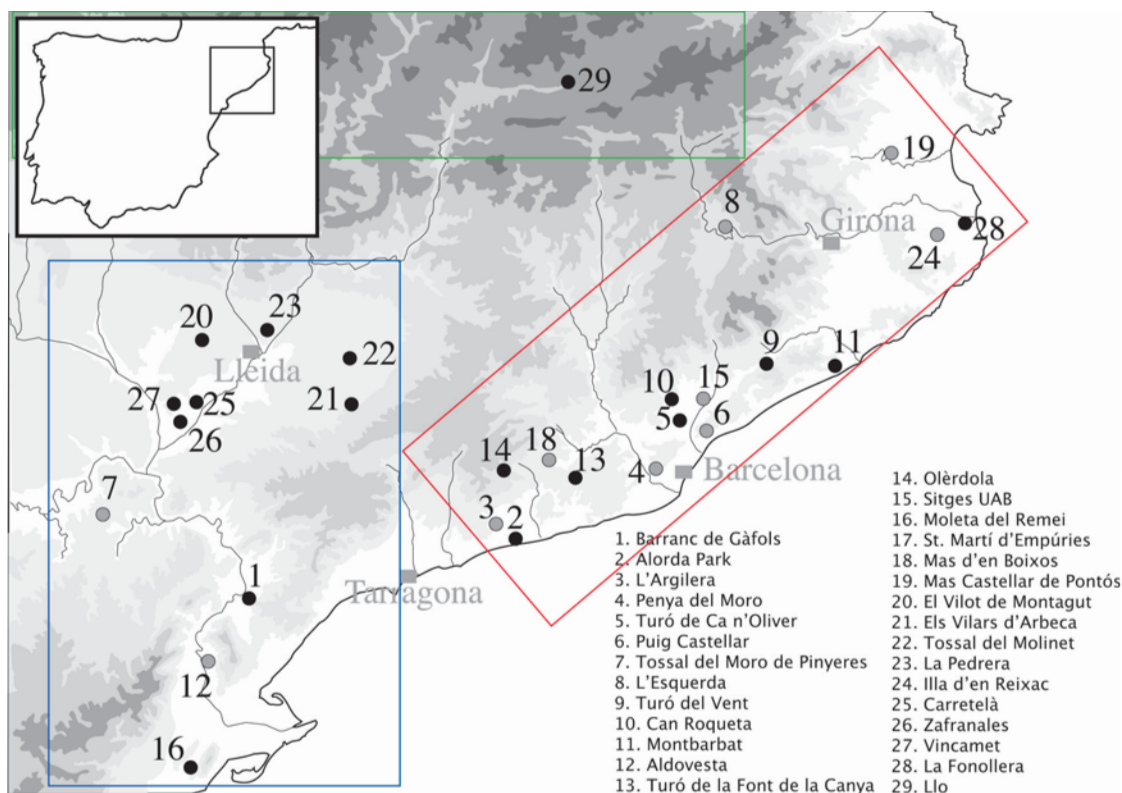 29
19
8
Girona
28
24
23
20
Lleida
22
9
11
27
25
10
15
21
26
5
6
14
18
13
4
Barcelona
7
3
2
1
Tarragona
12
16
1. Barranc de Gàfols
2. Alorda Park
3. L'Argilera
4. Penya del Moro
5. Turó de Ca n'Oliver
6. Puig Castellar
7. Tossal del Moro de Pinyeres
8. L'Esquerda
9. Turó del Vent
10. Can Roqueta
11. Montbarbat
12. Aldovesta
13. Turó de la Font de la Canya
14. Olèrdola
15. Sitges UAB
16. Moleta del Remei
17. St. Martí d'Empúries
18. Mas d'en Boixos
19. Mas Castellar de Pontós
20. El Vilot de Montagut
21. Els Vilars d'Arbeca
22. Tossal del Molinet
23. La Pedrera
24. Illa d'en Reixac
25. Carretelà
26. Zafranales
27. Vincamet
28. La Fonollera
29. Llo